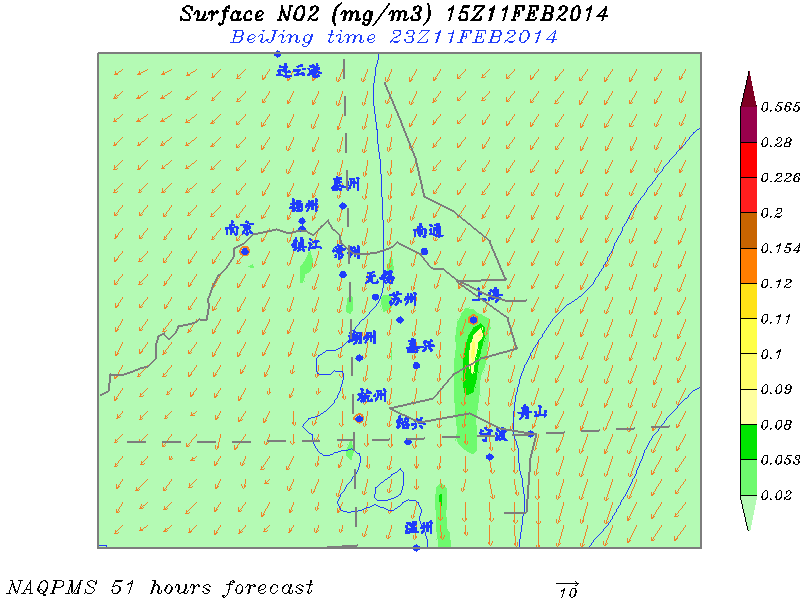 Surface NO2 (mg/m3) 15Z11FEB2014
BeiJing time 23Z11FEB2014
连云港
0.565
0.28
0.226
0.2
0.154
0.12
0.11
0.1
0.09
0.08
0.053
0.02
泰州
扬州
南京
镇江
常州
南通
无锡
苏州
上海
湖州
嘉兴
杭州
绍兴
舟山
宁波
温州
NAQPMS 51 hours forecast
10